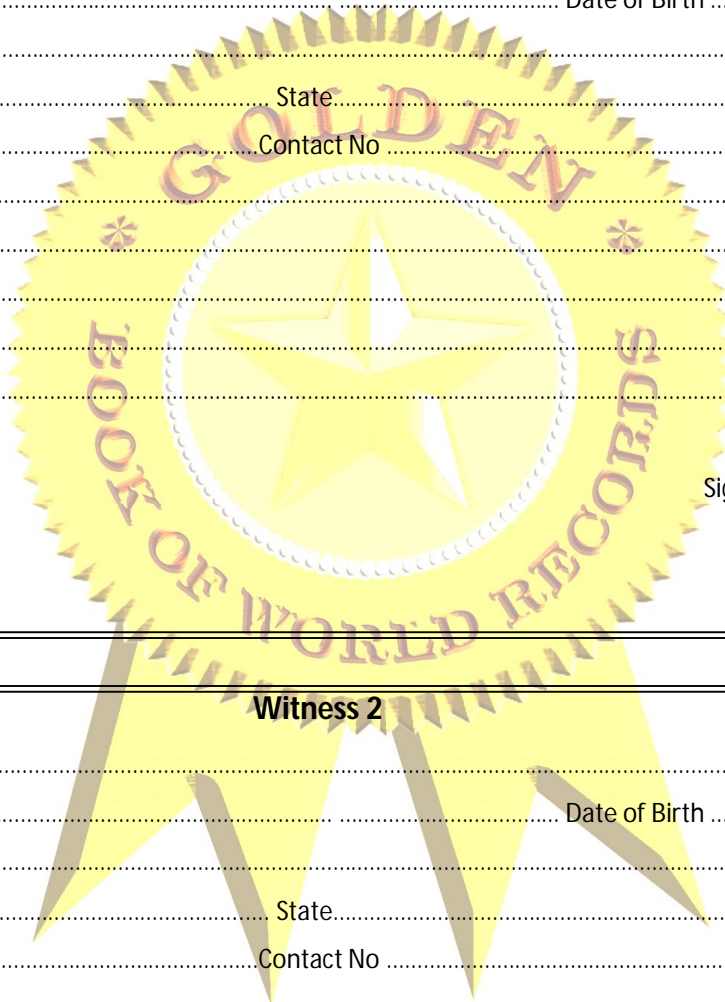 Date of Birth
State
Contact No
GOLDEN
BOOK OF WORLD RECORDS
Witness 2
Date of Birth
State
Contact No